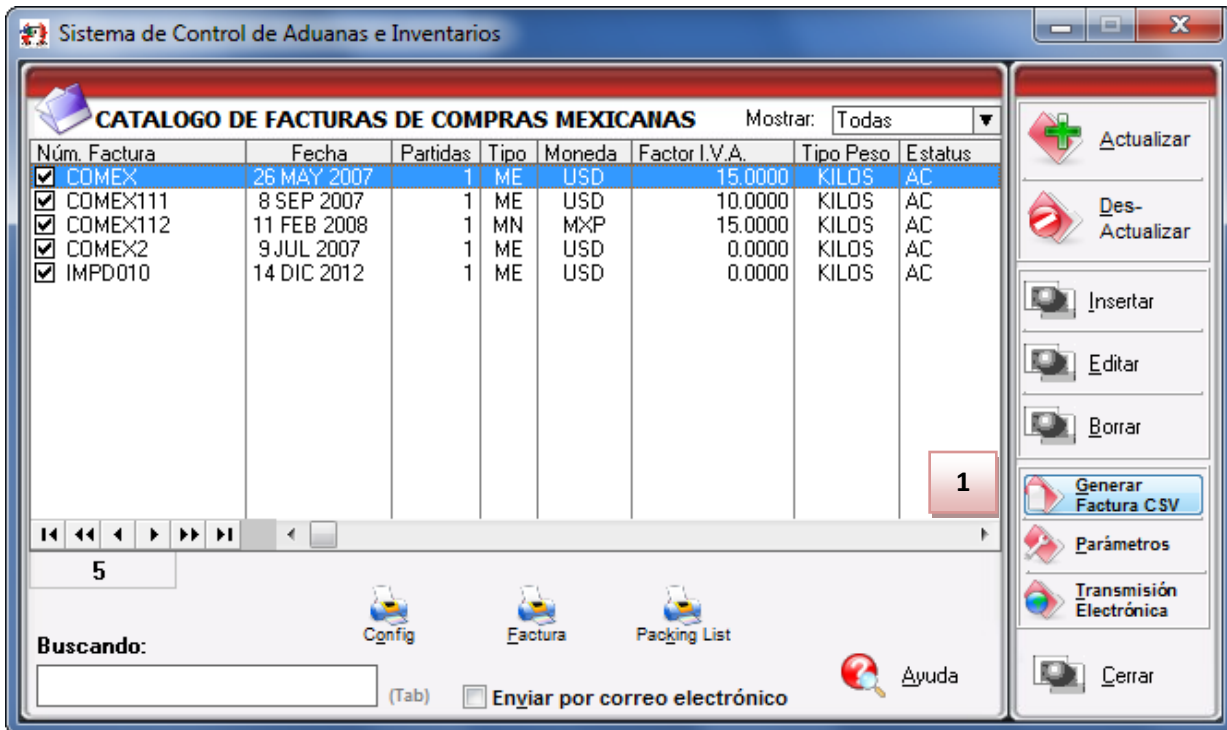 Sistema de Control de Aduanas e Inventarios
CATALOGO DE FACTURAS DE COMPRAS MEXICANAS Mostrar: Todas
Núm. Factura Fecha Partidas Tipo Moneda Factor I.V.A. Tipo Peso Estatus
COMEX 26 MAY 2007 1 ME USD 15.0000 KILOS AC
COMEX111 8 SEP 2007 1 ME USD 10.0000 KILOS AC
COMEX112 11 FEB 2008 1 MN MXP 15.0000 KILOS AC
COMEX2 9 JUL 2007 1 ME USD 0.0000 KILOS AC
IMPD010 14 DIC 2012 1 ME USD 0.0000 KILOS AC
5
Config Factura Packing List
Buscando:
(Tab) Enviar por correo electrónico
Ayuda
Actualizar
Des-
Actualizar
Insertar
Editar
Borrar
1
Generar
Factura CSV
Parámetros
Transmisión
Electrónica
Cerrar